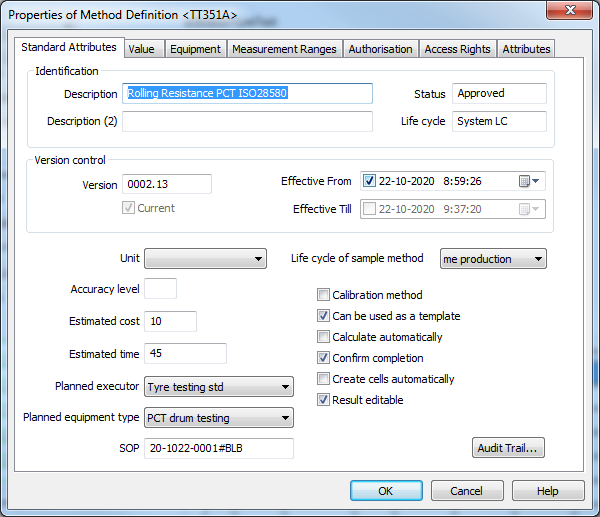 Properties of Method Definition <TT351A>
Standard Attributes Value Equipment Measurement Ranges Authorisation Access Rights Attributes
Identification
Description Rolling Resistance PCT ISO28580 Status Approved
Description (2) Life cycle System LC
Version control
Version 0002.13 Effective From 22-10-2020 8:59:26
Current Effective Till 22-10-2020 9:37:20
Unit Life cycle of sample method me production
Accuracy level Calibration method
Can be used as a template
Estimated cost 10 Calculate automatically
Estimated time 45 Confirm completion
Create cells automatically
Planned executor Tyre testing std Result editable
Planned equipment type PCT drum testing
SOP 20-1022-0001#BLB Audit Trail...
OK Cancel Help